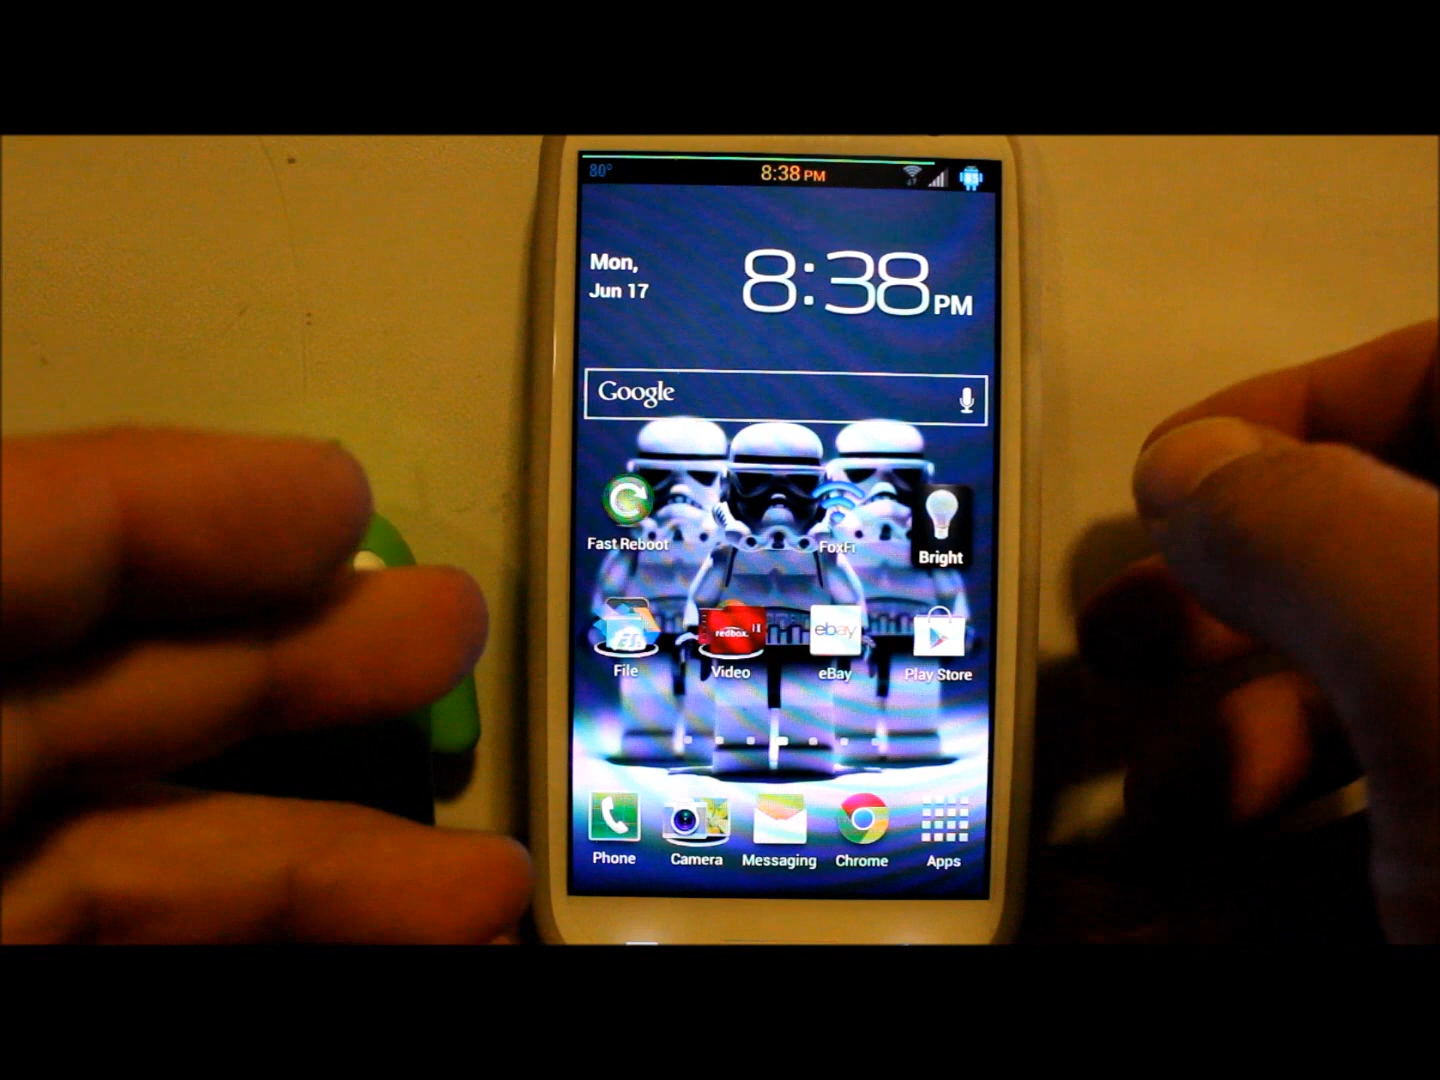 80°
8:38 PM
85
Mon,
Jun 17
8:38 PM
Google
Fast Reboot
FoxFi
Bright
redbox.
ebay
File
Video
eBay
Play Store
Phone
Camera
Messaging
Chrome
Apps